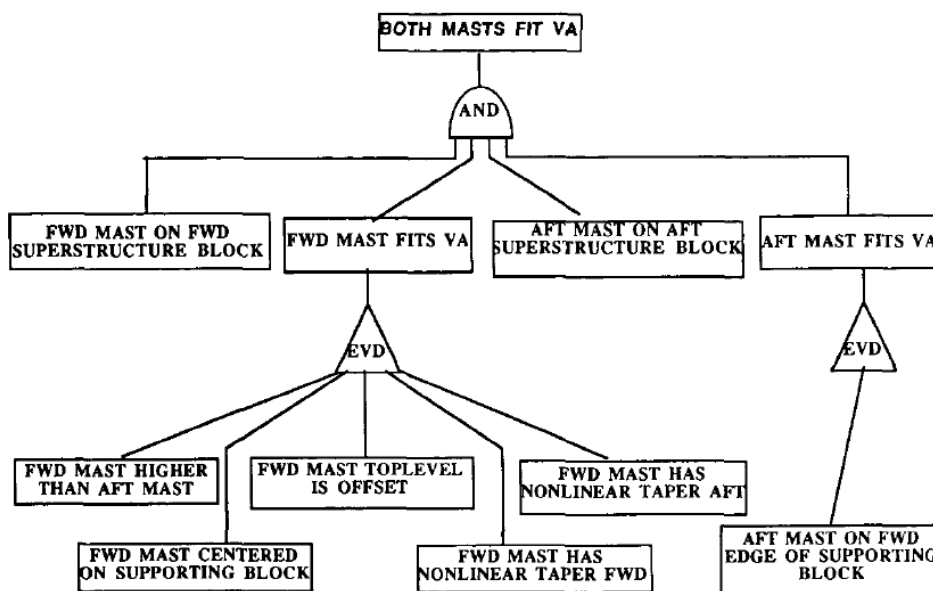 BOTH MASTS FIT VA
AND
FWD MAST ON FWD
SUPERSTRUCTURE BLOCK
FWD MAST FITS VA
AFT MAST ON AFT
SUPERSTRUCTURE BLOCK
AFT MAST FITS VA
EVD
EVD
FWD MAST HIGHER
THAN AFT MAST
FWD MAST TOPLEVEL
IS OFFSET
FWD MAST HAS
NONLINEAR TAPER AFT
FWD MAST CENTERED
ON SUPPORTING BLOCK
FWD MAST HAS
NONLINEAR TAPER FWD
AFT MAST ON FWD
EDGE OF SUPPORTING
BLOCK